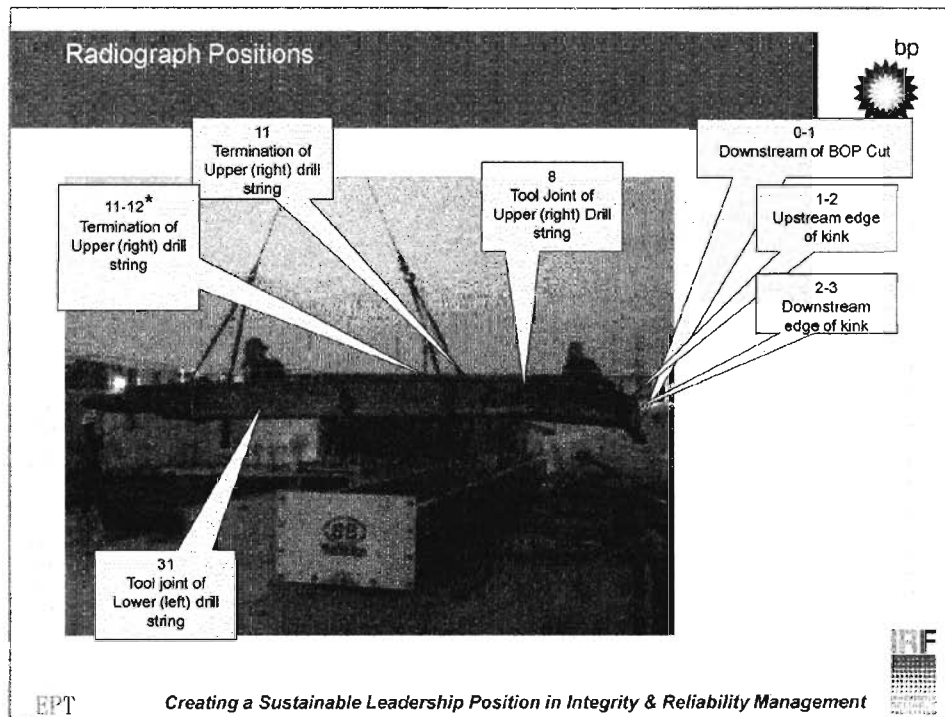 Radiograph Positions
bp
11
Termination of
Upper (right) drill
string
0-1
Downstream of BOP Cut
8
Tool Joint of
Upper (right) Drill
string
11-12*
Termination of
Upper (right) drill
string
1-2
Upstream edge
of kink
2-3
Downstream
edge of kink
31
Tool joint of
Lower (left) drill
string
EPT
Creating a Sustainable Leadership Position in Integrity & Reliability Management